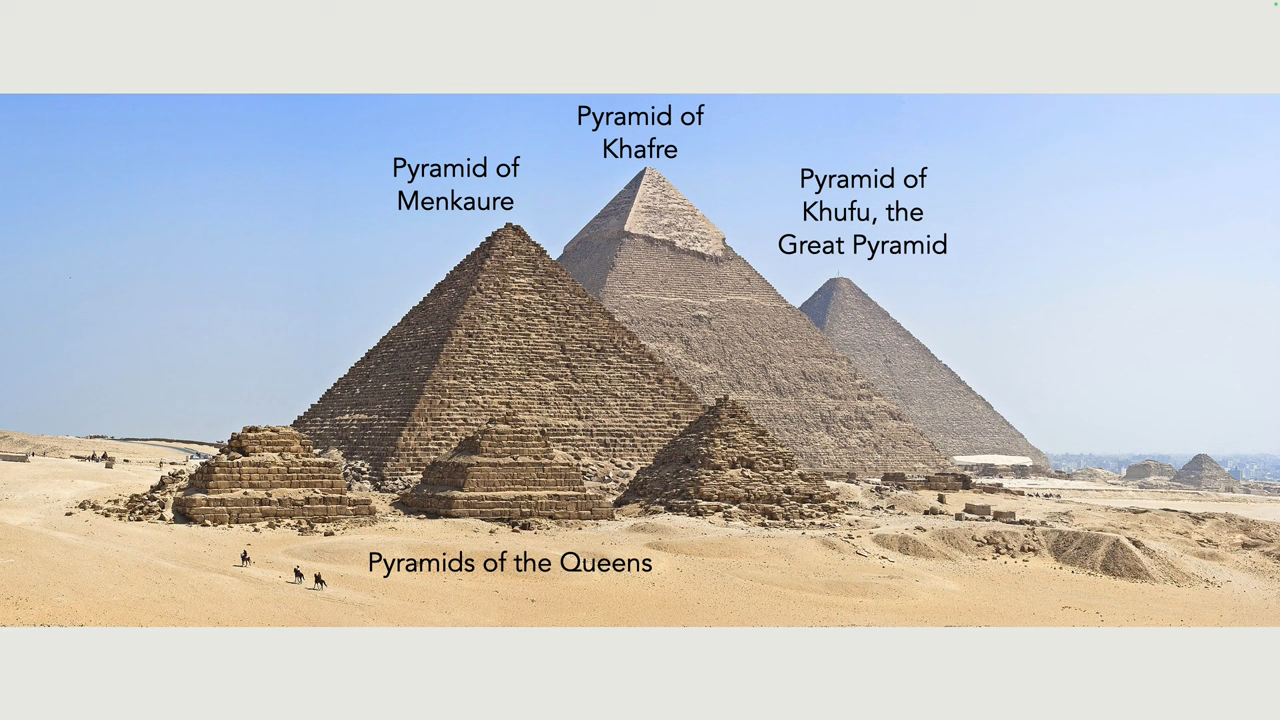 Pyramid of
Khafre
Pyramid of
Menkaure
Pyramid of
Khufu, the
Great Pyramid
Pyramids of the Queens